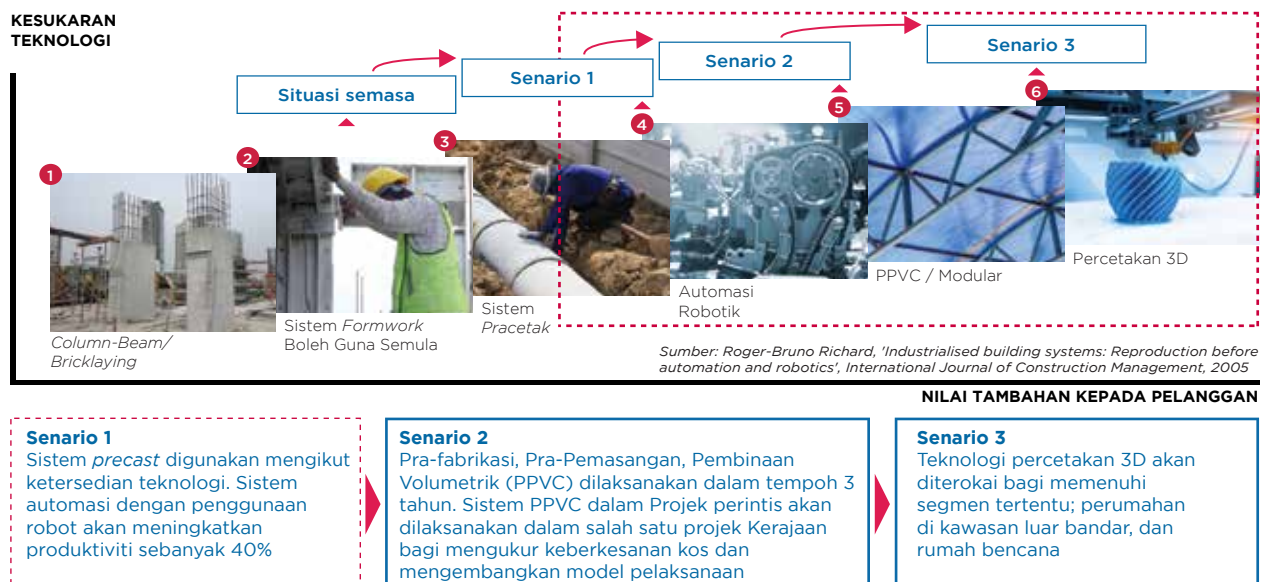 KESUKARAN
TEKNOLOGI
Situasi semasa
Senario 1
Senario 2
Senario 3
1
2
3
4
5
6
Column-Beam/
Bricklaying
Sistem Formwork
Boleh Guna Semula
Sistem
Pracetak
Automasi
Robotik
PPVC / Modular
Percetakan 3D
Sumber: Roger-Bruno Richard, 'Industrialised building systems: Reproduction before
automation and robotics', International Journal of Construction Management, 2005
NILAI TAMBAHAN KEPADA PELANGGAN
Senario 1
Sistem precast digunakan mengikut
ketersedian teknologi. Sistem
automasi dengan penggunaan
robot akan meningkatkan
produktiviti sebanyak 40%
Senario 2
Pra-fabrikasi, Pra-Pemasangan, Pembinaan
Volumetrik (PPVC) dilaksanakan dalam tempoh 3
tahun. Sistem PPVC dalam Projek perintis akan
dilaksanakan dalam salah satu projek Kerajaan
bagi mengukur keberkesanan kos dan
mengembangkan model pelaksanaan
Senario 3
Teknologi percetakan 3D akan
diterokai bagi memenuhi
segmen tertentu; perumahan
di kawasan luar bandar, dan
rumah bencana